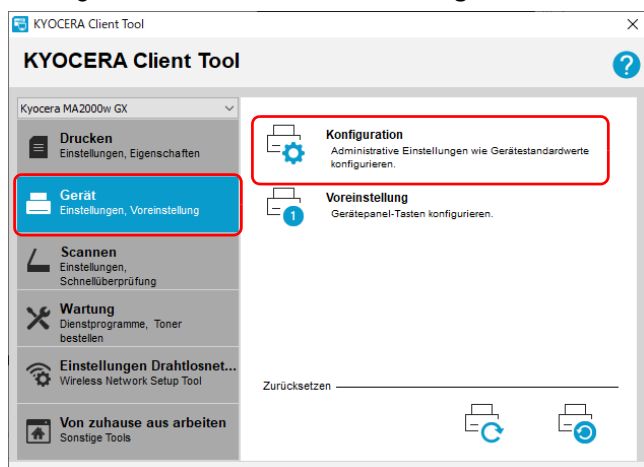 KYOCERA Client Tool
KYOCERA Client Tool
?
Kyocera MA2000w GX
Drucken
Einstellungen, Eigenschaften
Gerät
Einstellungen, Voreinstellung
Scannen
Einstellungen,
Schnellüberprüfung
Wartung
Dienstprogramme, Toner
bestellen
Einstellungen Drahtlosnet...
Wireless Network Setup Tool
Von zuhause aus arbeiten
Sonstige Tools
Konfiguration
Administrative Einstellungen wie Gerätestandardwerte
konfigurieren.
1
Voreinstellung
Gerätepanel-Tasten konfigurieren.
Zurücksetzen